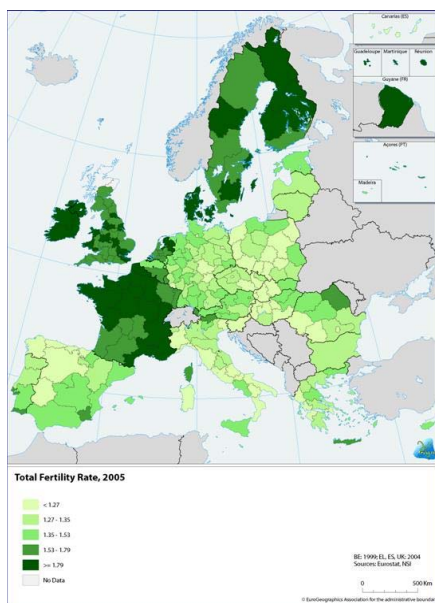 Canarias (ES)
Guadeloupe Martinique Reunion
Guyane (FR)
Açores (PT)
Madeira
Total Fertility Rate, 2005
< 1.27
1.27 - 1.35
1.35 - 1.53
1.53 - 1.79
>= 1.79
No Data
BE: 1999; EL, ES, UK: 2004
Sources: Eurostat, NSI
0 500 Km
© EuroGeographics Association for the administrative boundar